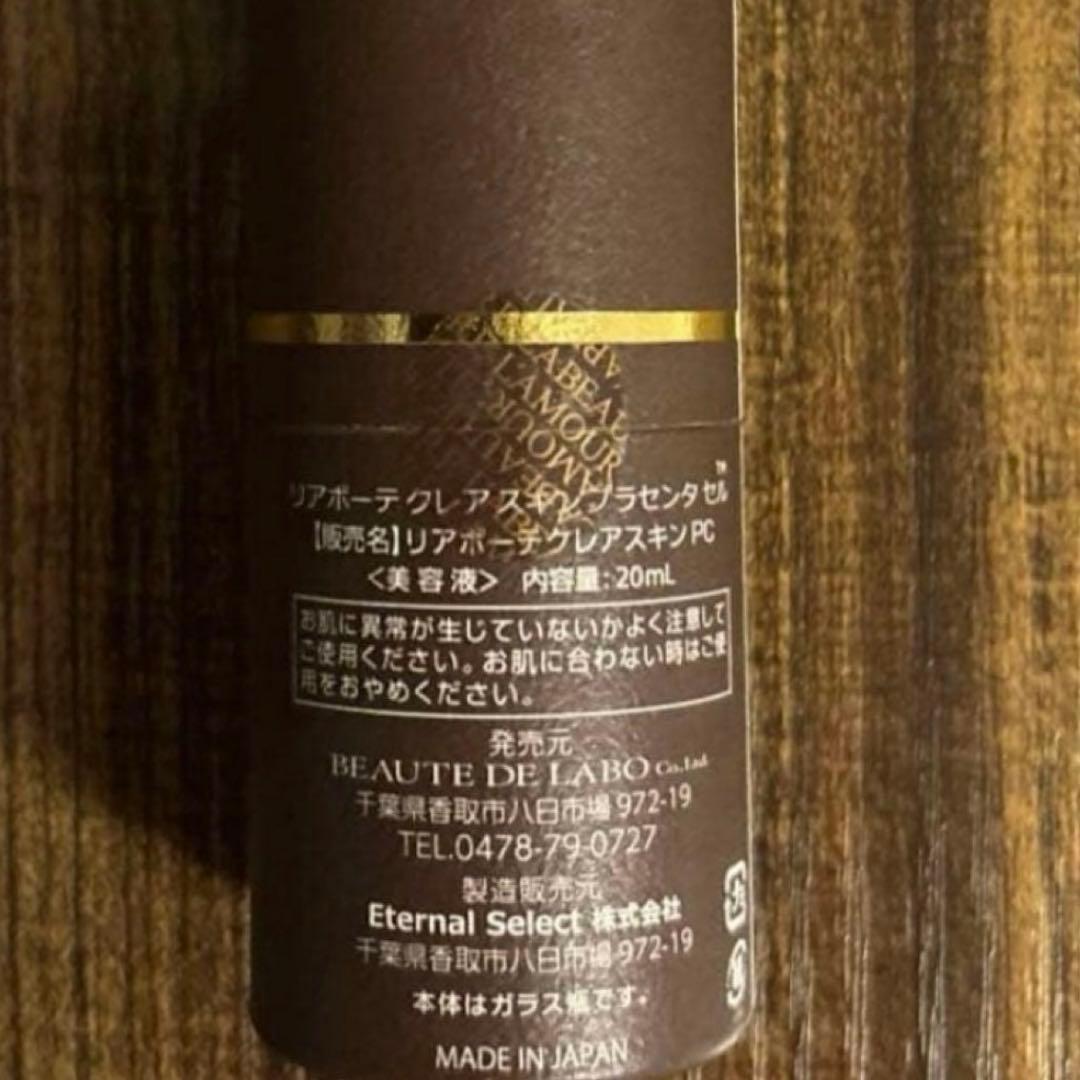 LABEAU
L'AMOUR
リアボーテ クレア スキン プラセンタ セル™
【販売名】リアボーテクレアスキンPC
<美容液> 内容量:20mL
お肌に異常が生じていないかよく注意して
ご使用ください。お肌に合わない時はご使
用をおやめください。
発売元
BEAUTE DE LABO Co.,Ltd.
千葉県香取市八日市場972-19
TEL.0478-79-0727
製造販売元
Eternal Select 株式会社
千葉県香取市八日市場972-19
本体はガラス瓶です。
MADE IN JAPAN